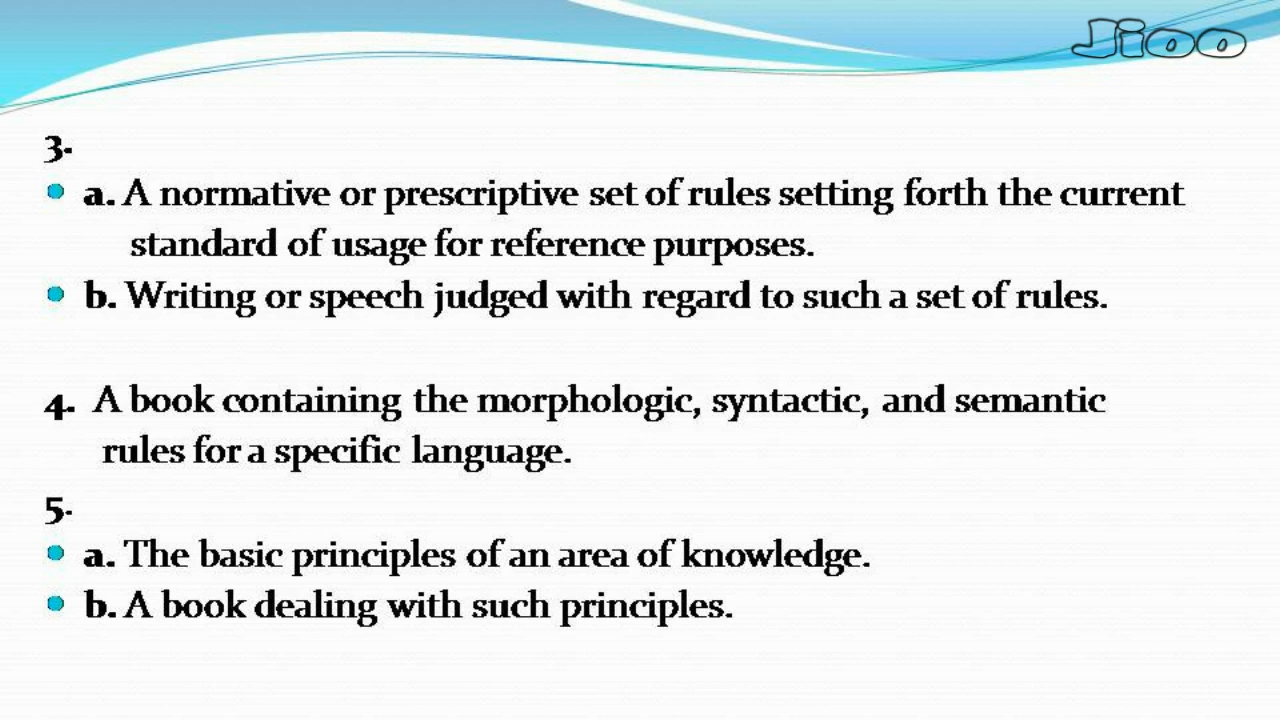 Jioo
3.
a. A normative or prescriptive set of rules setting forth the current
standard of usage for reference purposes.
b. Writing or speech judged with regard to such a set of rules.
4. A book containing the morphologic, syntactic, and semantic
rules for a specific language.
5.
a. The basic principles of an area of knowledge.
b. A book dealing with such principles.